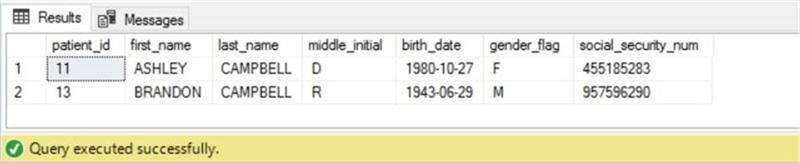 Results Messages
patient_id first_name last_name middle_initial birth_date gender_flag social_security_num
1 11 ASHLEY CAMPBELL D 1980-10-27 F 455185283
2 13 BRANDON CAMPBELL R 1943-06-29 M 957596290
Query executed successfully.